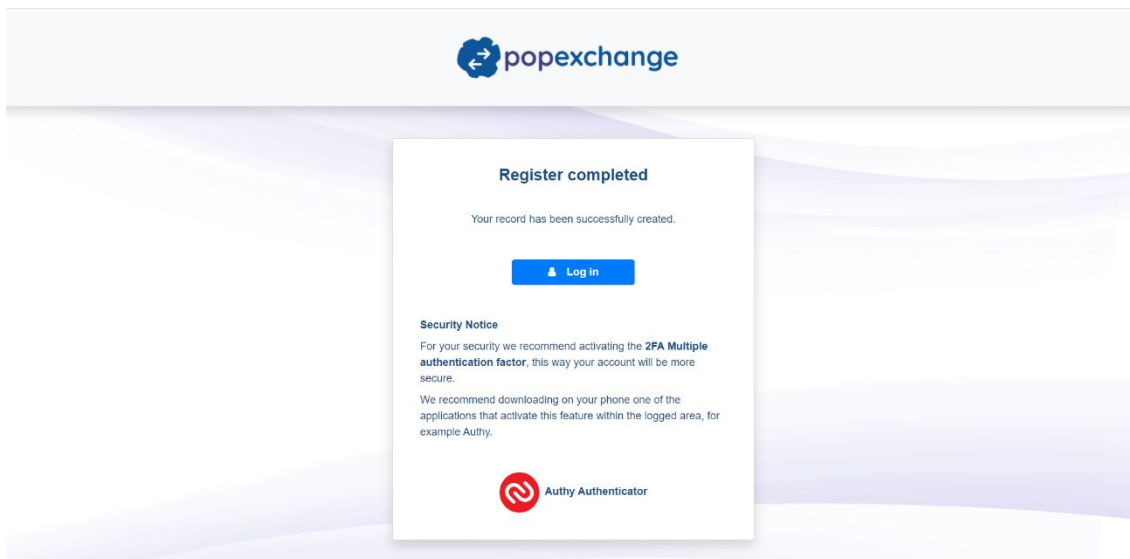 popexchange
Register completed
Your record has been successfully created.
Log in
Security Notice
For your security we recommend activating the 2FA Multiple
authentication factor, this way your account will be more
secure.
We recommend downloading on your phone one of the
applications that activate this feature within the logged area, for
example Authy.
Authy Authenticator